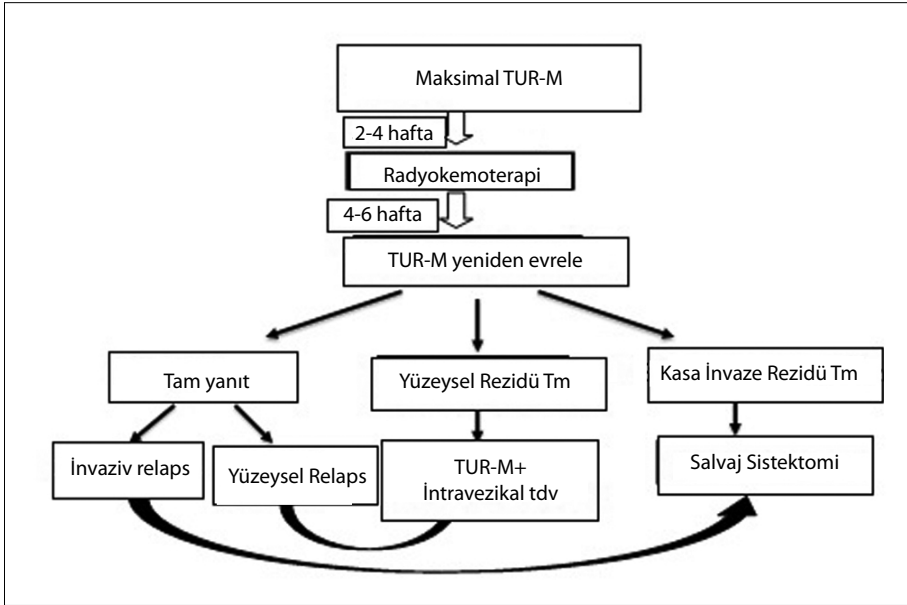 Maksimal TUR-M
2-4 hafta
Radyokemoterapi
4-6 hafta
TUR-M yeniden evrele
Tam yanıt
Yüzeysel Rezidü Tm
Kasa İnvaze Rezidü Tm
İnvaziv relaps
Yüzeysel Relaps
TUR-M+
İntravezikal tdv
Salvaj Sistektomi